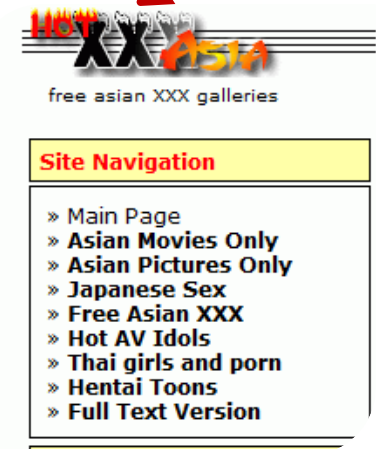 HOT
XXX
ASIA
free asian XXX galleries
Site Navigation
» Main Page
» Asian Movies Only
» Asian Pictures Only
» Japanese Sex
» Free Asian XXX
» Hot AV Idols
» Thai girls and porn
» Hentai Toons
» Full Text Version